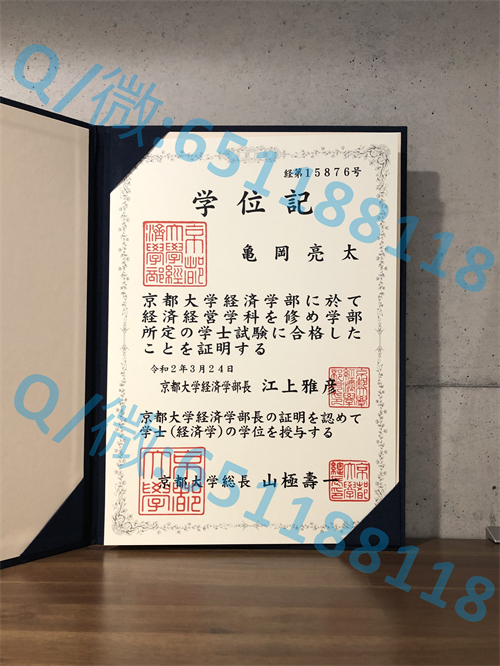 Q/微:651188118
経第15876号
学位記
亀岡亮太
京都大学経済学部に於て
経済経営学科を修め学部
所定の学士試験に合格した
ことを証明する
令和2年3月24日
京都大学経済学部長 江上雅彦
京都大学経済学部長の証明を認めて
学士(経済学)の学位を授与する
京都大学総長 山極壽一
Q/微:651188118